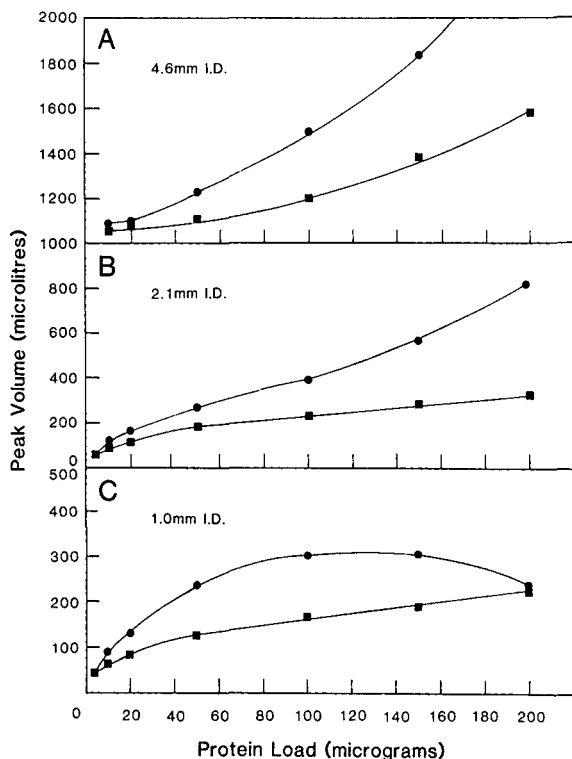 2000
A
4.6mm I.D.
1800
1600
1400
1200
1000
B
2.1mm I.D.
800
600
400
200
0
500
C
1.0mm I.D.
400
300
200
100
0
0 20 40 60 80 100 120 140 160 180 200
Peak Volume (microlitres)
Protein Load (micrograms)